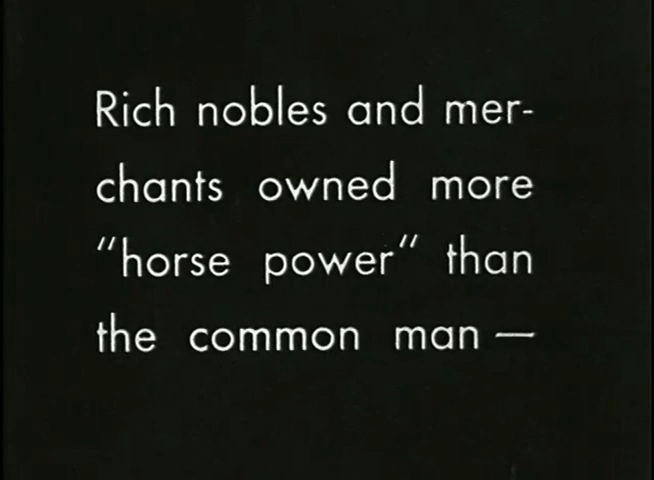 Rich nobles and mer-
chants owned more
“horse power“ than
the common man —